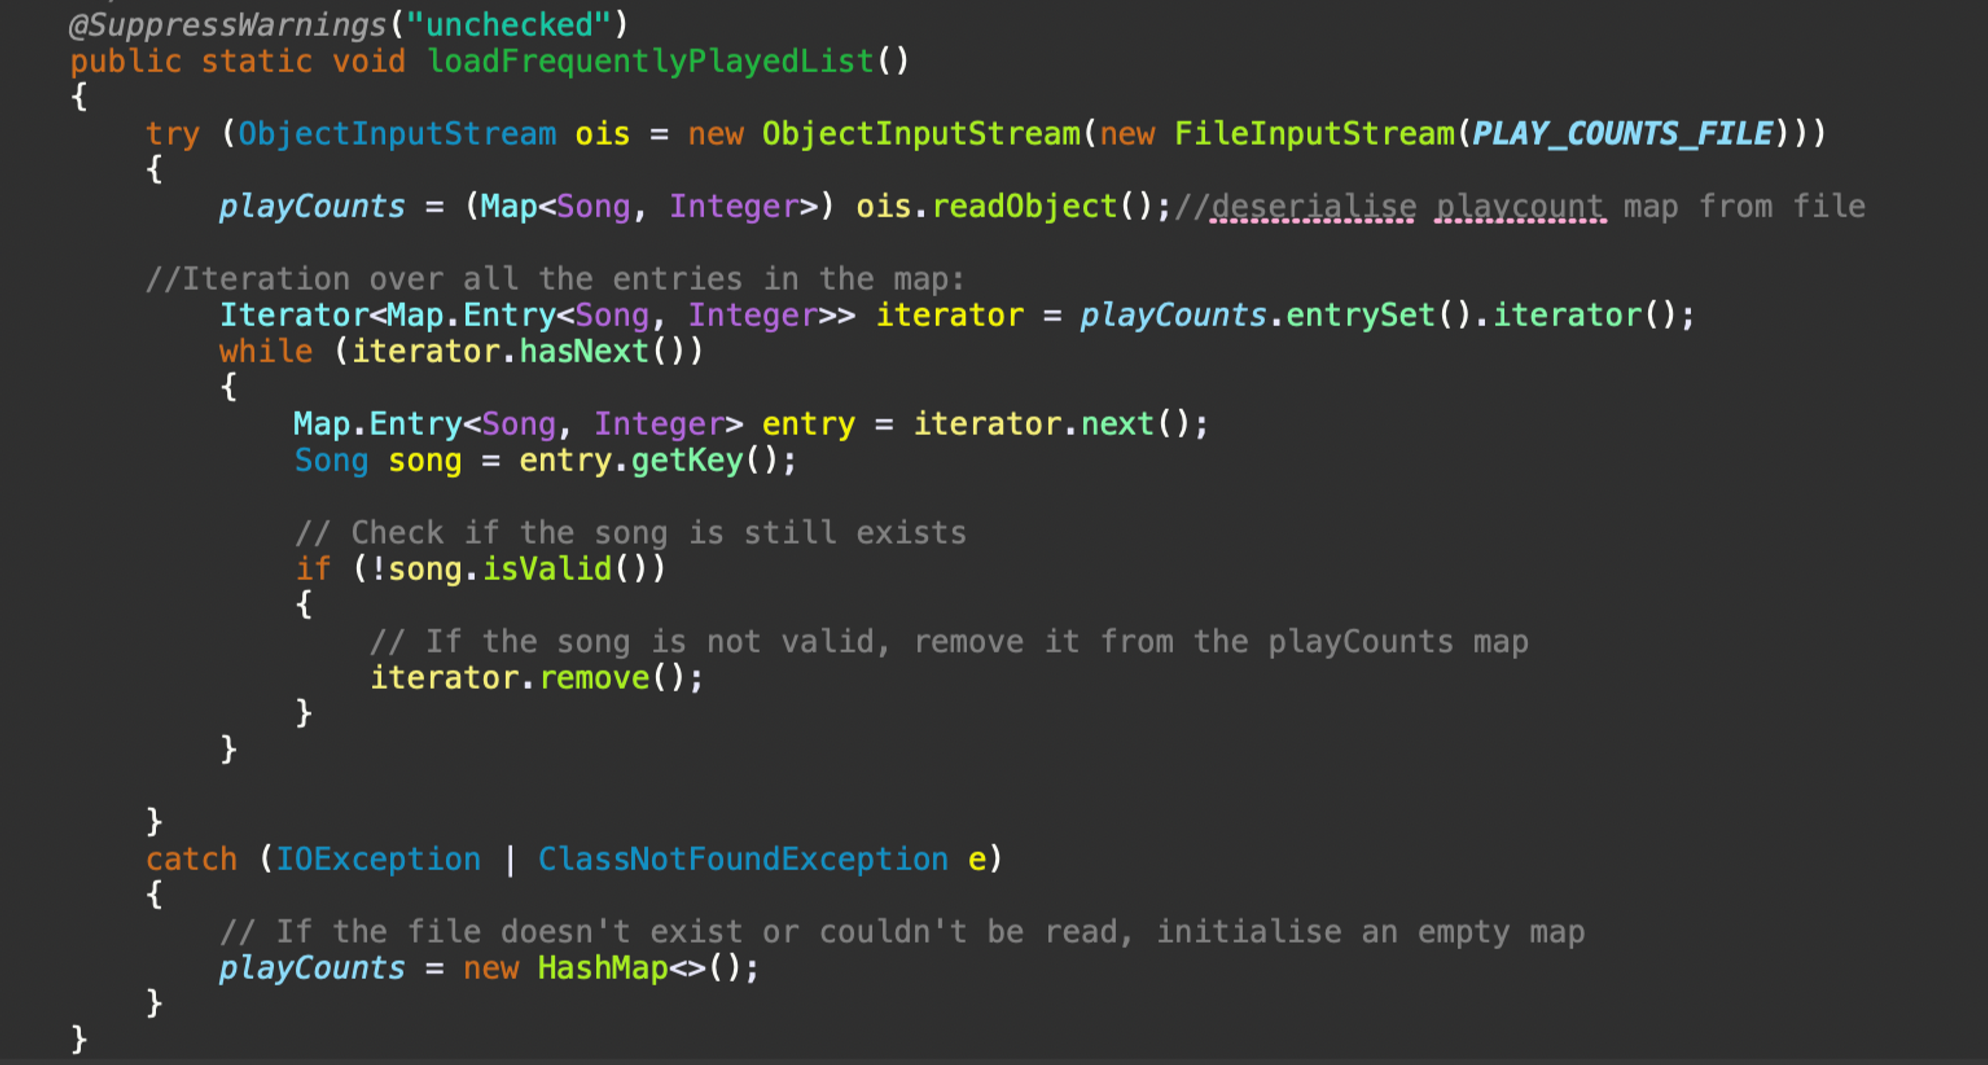 @SuppressWarnings("unchecked")
public static void loadFrequentlyPlayedList()
{
try (ObjectInputStream ois = new ObjectInputStream(new FileInputStream(PLAY_COUNTS_FILE)))
{
playCounts = (Map<Song, Integer>) ois.readObject();//deserialise playcount map from file
//Iteration over all the entries in the map:
Iterator<Map.Entry<Song, Integer>> iterator = playCounts.entrySet().iterator();
while (iterator.hasNext())
{
Map.Entry<Song, Integer> entry = iterator.next();
Song song = entry.getKey();
// Check if the song is still exists
if (!song.isValid())
{
// If the song is not valid, remove it from the playCounts map
iterator.remove();
}
}
}
catch (IOException | ClassNotFoundException e)
{
// If the file doesn't exist or couldn't be read, initialise an empty map
playCounts = new HashMap<>();
}
}